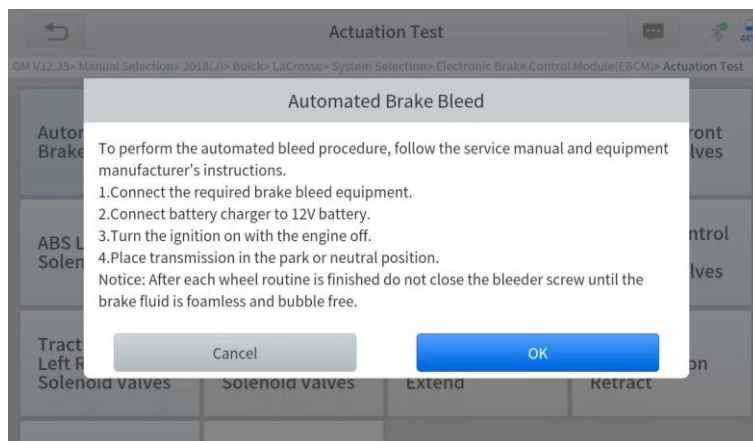 Actuation Test
GM V12.35> Manual Selection> 2018(J)> Buick> LaCrosse> System Selection> Electronic Brake Control Module(EBCM)> Actuation Test
Automated Brake Bleed
To perform the automated bleed procedure, follow the service manual and equipment
manufacturer's instructions.
1.Connect the required brake bleed equipment.
2.Connect battery charger to 12V battery.
3.Turn the ignition on with the engine off.
4.Place transmission in the park or neutral position.
Notice: After each wheel routine is finished do not close the bleeder screw until the
brake fluid is foamless and bubble free.
Cancel
OK
Solenoid Valves
Solenoid Valves
Extend
Retract